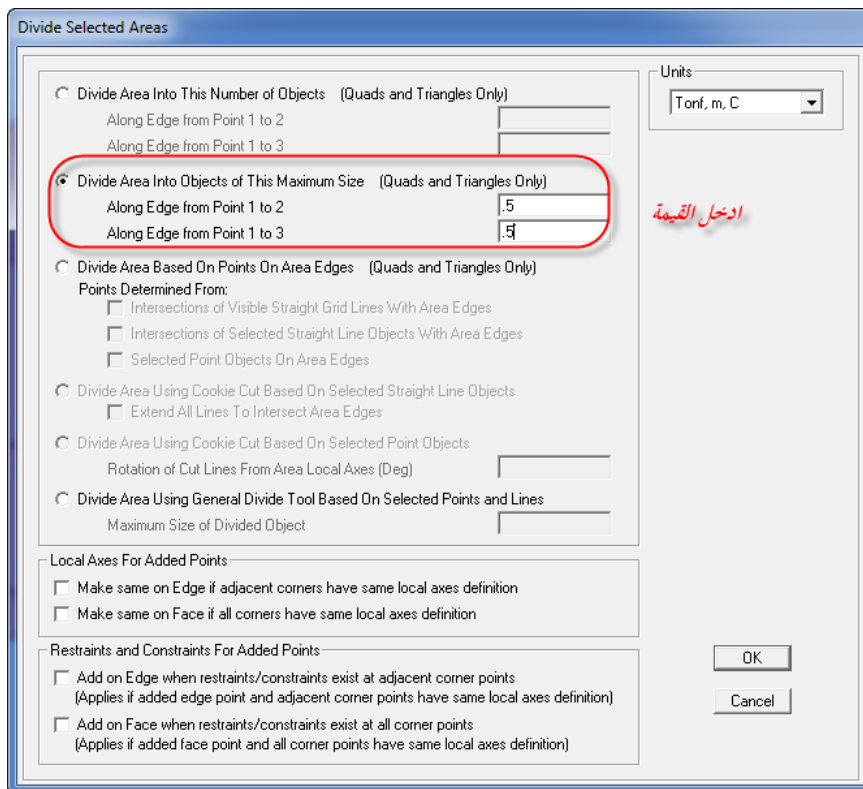 Divide Selected Areas
Divide Area Into This Number of Objects (Quads and Triangles Only)
Along Edge from Point 1 to 2
Along Edge from Point 1 to 3
Divide Area Into Objects of This Maximum Size (Quads and Triangles Only)
Along Edge from Point 1 to 2 .5
Along Edge from Point 1 to 3 .5
Divide Area Based On Points On Area Edges (Quads and Triangles Only)
Points Determined From:
Intersections of Visible Straight Grid Lines With Area Edges
Intersections of Selected Straight Line Objects With Area Edges
Selected Point Objects On Area Edges
Divide Area Using Cookie Cut Based On Selected Straight Line Objects
Extend All Lines To Intersect Area Edges
Divide Area Using Cookie Cut Based On Selected Point Objects
Rotation of Cut Lines From Area Local Axes (Deg)
Divide Area Using General Divide Tool Based On Selected Points and Lines
Maximum Size of Divided Object
Local Axes For Added Points
Make same on Edge if adjacent corners have same local axes definition
Make same on Face if all corners have same local axes definition
Restraints and Constraints For Added Points
Add on Edge when restraints/constraints exist at adjacent corner points
(Applies if added edge point and adjacent corner points have same local axes definition)
Add on Face when restraints/constraints exist at all corner points
(Applies if added face point and all corner points have same local axes definition)
Units
Tonf, m, C
ادخل القيمة
OK
Cancel